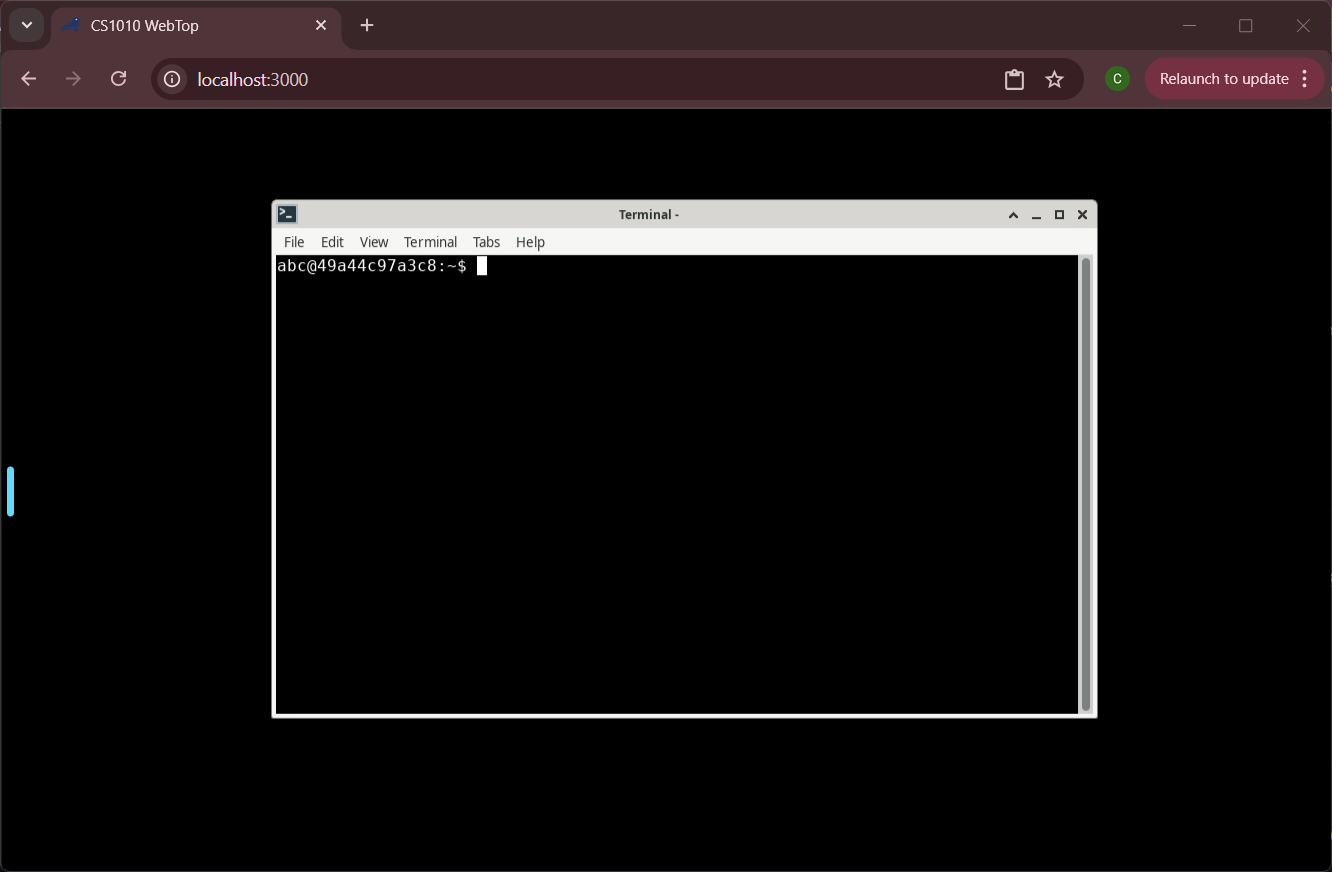 CS1010 WebTop
localhost:3000
C
Relaunch to update
Terminal -
File Edit View Terminal Tabs Help
abc@49a44c97a3c8:~$